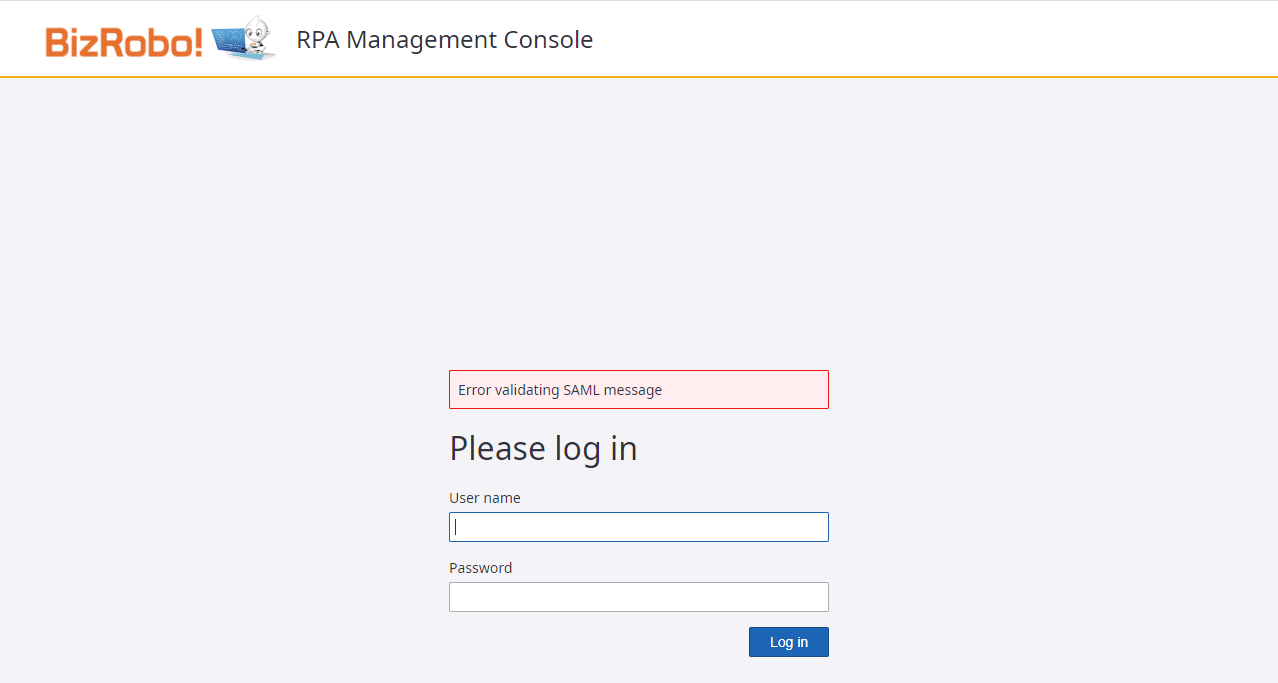 BizRobo!
RPA Management Console
Error validating SAML message
Please log in
User name
Password
Log in